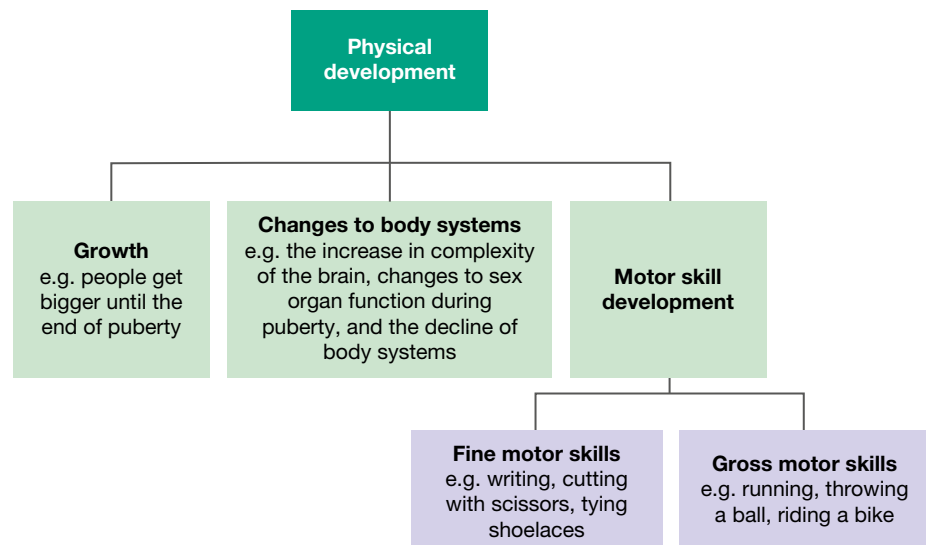 Physical
development
Growth
e.g. people get
bigger until the
end of puberty
Changes to body systems
e.g. the increase in complexity
of the brain, changes to sex
organ function during
puberty, and the decline of
body systems
Motor skill
development
Fine motor skills
e.g. writing, cutting
with scissors, tying
shoelaces
Gross motor skills
e.g. running, throwing
a ball, riding a bike